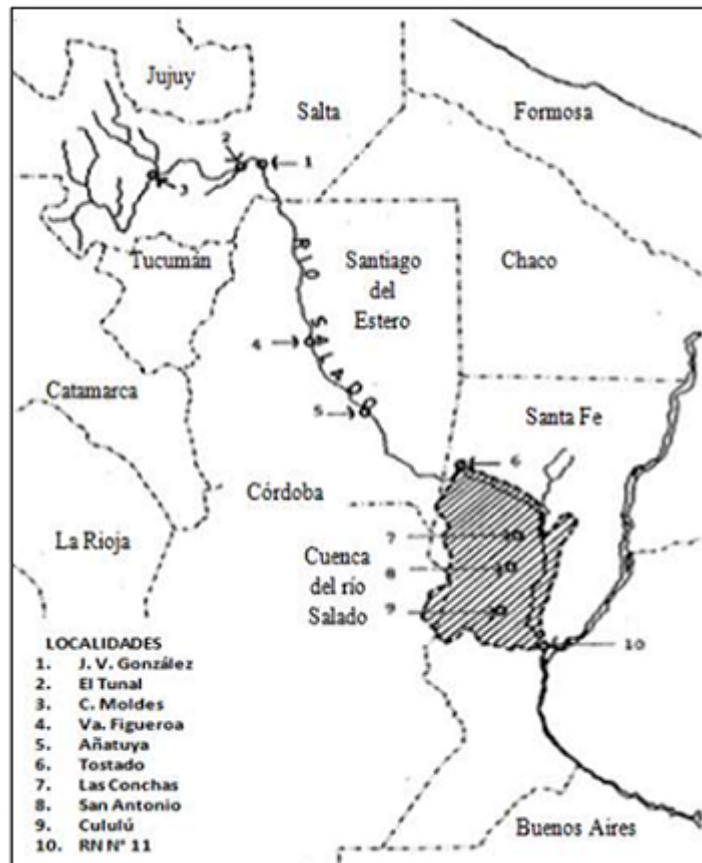 Jujuy
Salta
Formosa
2
1
3
Tucumán
RIO SALADO
Santiago
del
Estero
Chaco
4
Catamarca
5
Santa Fe
6
Córdoba
La Rioja
Cuenca
del río
Salado
7
8
9
10
LOCALIDADES
1. J. V. González
2. El Tunal
3. C. Moldes
4. Va. Figueroa
5. Añatuya
6. Tostado
7. Las Conchas
8. San Antonio
9. Cululú
10. RN N° 11
Buenos Aires